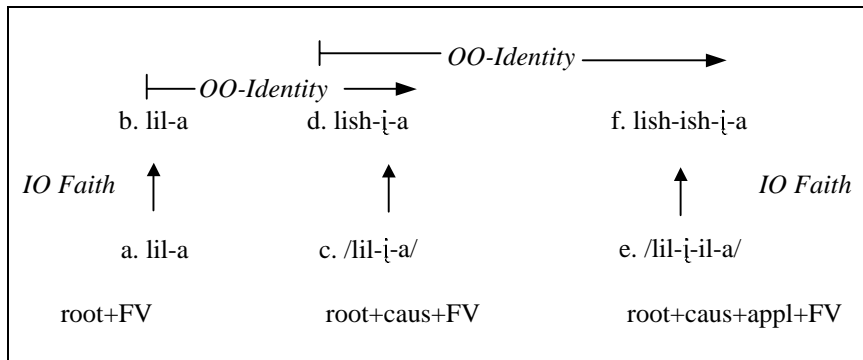 OO-Identity
OO-Identity
b. lil-a d. lish-i̹-a f. lish-ish-i̹-a
IO Faith IO Faith
a. lil-a c. /lil-i̹-a/ e. /lil-i̹-il-a/
root+FV root+caus+FV root+caus+appl+FV